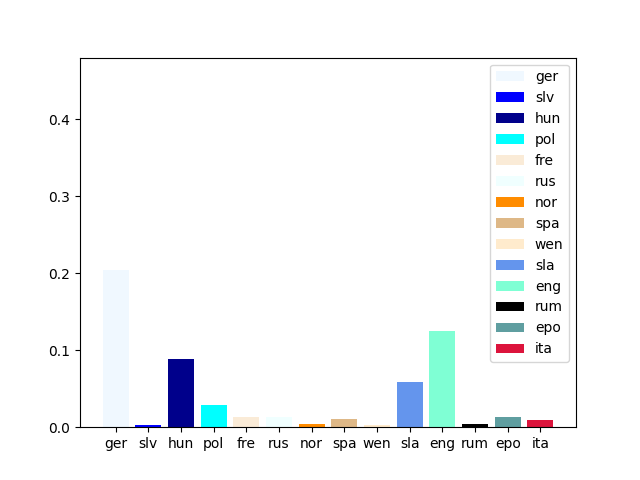 0.4
0.3
0.2
0.1
0.0
ger slv hun pol fre rus nor spa wen sla eng rum epo ita
ger
slv
hun
pol
fre
rus
nor
spa
wen
sla
eng
rum
epo
ita